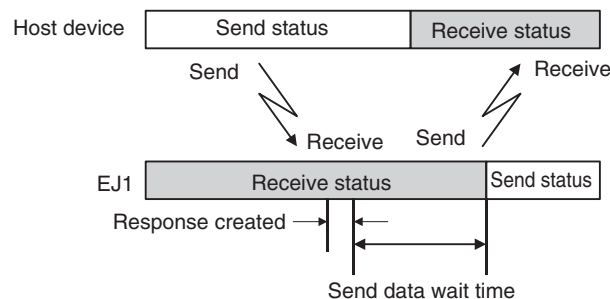 Host device
Send status
Receive status
Send
Receive
Receive
Send
EJ1
Receive status
Send status
Response created
Send data wait time